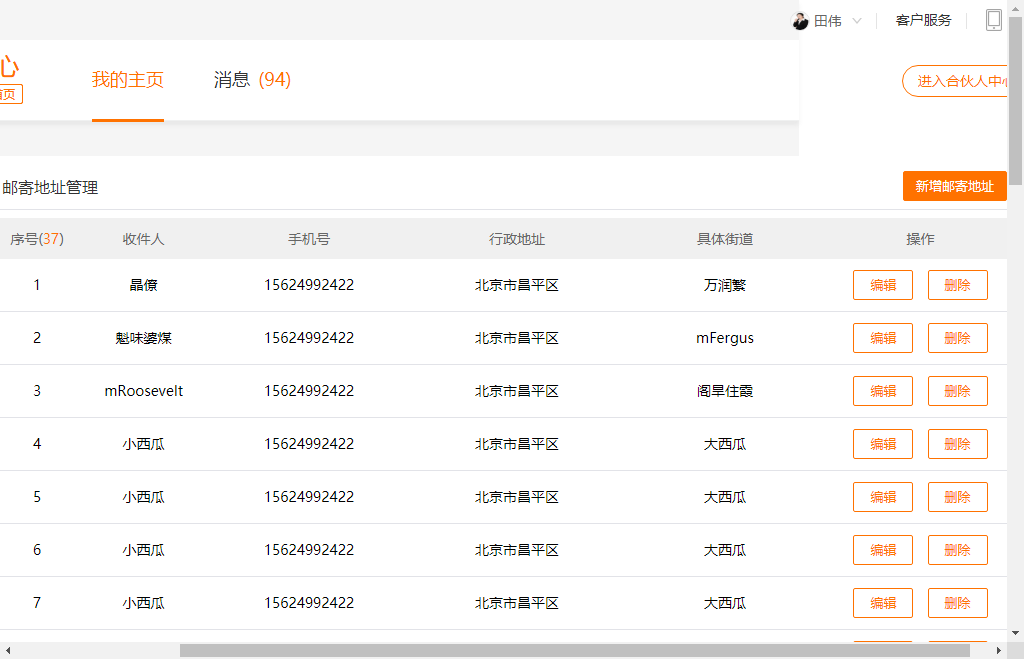 田伟 客户服务
心
首页
我的主页 消息 (94)
进入合伙人中心
邮寄地址管理 新增邮寄地址
序号(37) 收件人 手机号 行政地址 具体街道 操作
1 晶僚 15624992422 北京市昌平区 万润繁 编辑 删除
2 魁味婆煤 15624992422 北京市昌平区 mFergus 编辑 删除
3 mRoosevelt 15624992422 北京市昌平区 阁旱住霞 编辑 删除
4 小西瓜 15624992422 北京市昌平区 大西瓜 编辑 删除
5 小西瓜 15624992422 北京市昌平区 大西瓜 编辑 删除
6 小西瓜 15624992422 北京市昌平区 大西瓜 编辑 删除
7 小西瓜 15624992422 北京市昌平区 大西瓜 编辑 删除